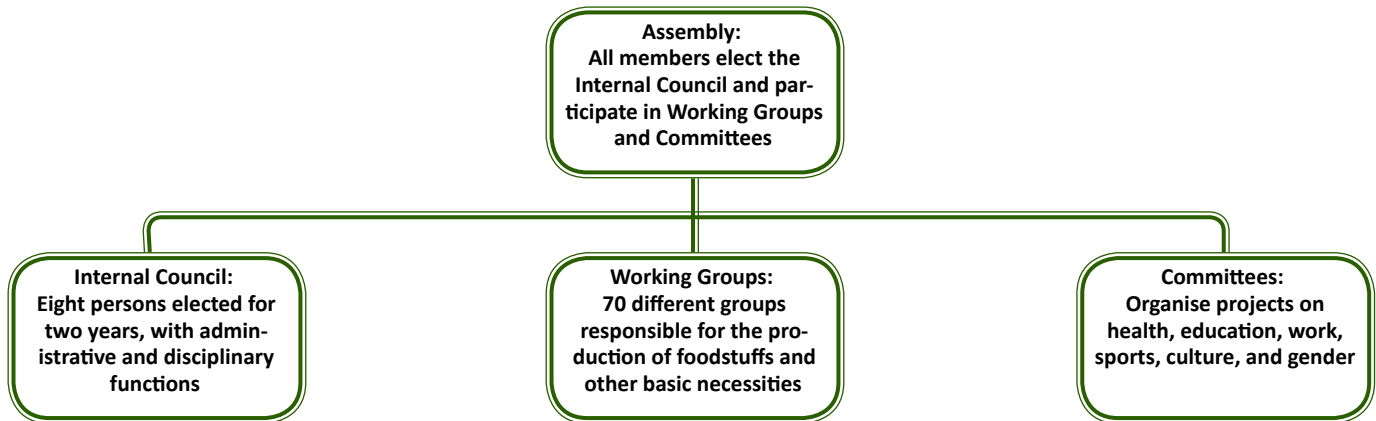 Assembly:
All members elect the
Internal Council and par-
ticipate in Working Groups
and Committees
Internal Council:
Eight persons elected for
two years, with admin-
istrative and disciplinary
functions
Working Groups:
70 different groups
responsible for the pro-
duction of foodstuffs and
other basic necessities
Committees:
Organise projects on
health, education, work,
sports, culture, and gender